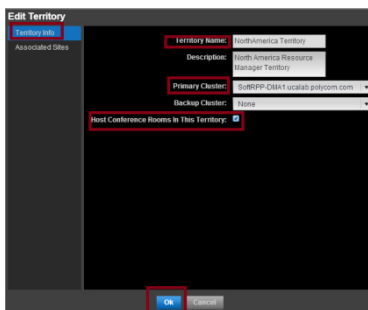 Edit Territory
Territory Info
Associated Sites
Territory Name: NorthAmerica Territory
Description: North America Resource
Manager Territory
Primary Cluster: SoftRPP-DMA1.ucalab.polycom.com
Backup Cluster: None
Host Conference Rooms In This Territory:
Ok Cancel